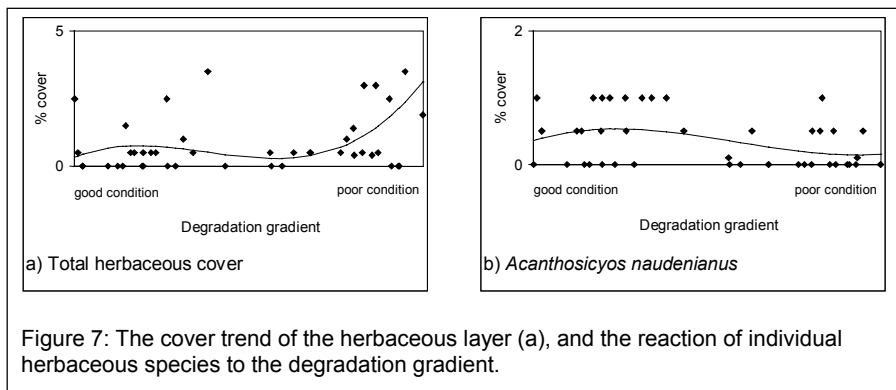 5
% cover
0
good condition
poor condition
Degradation gradient
a) Total herbaceous cover
2
% cover
0
good condition
poor condition
Degradation gradient
b) Acanthosicyos naudenianus
Figure 7: The cover trend of the herbaceous layer (a), and the reaction of individual
herbaceous species to the degradation gradient.